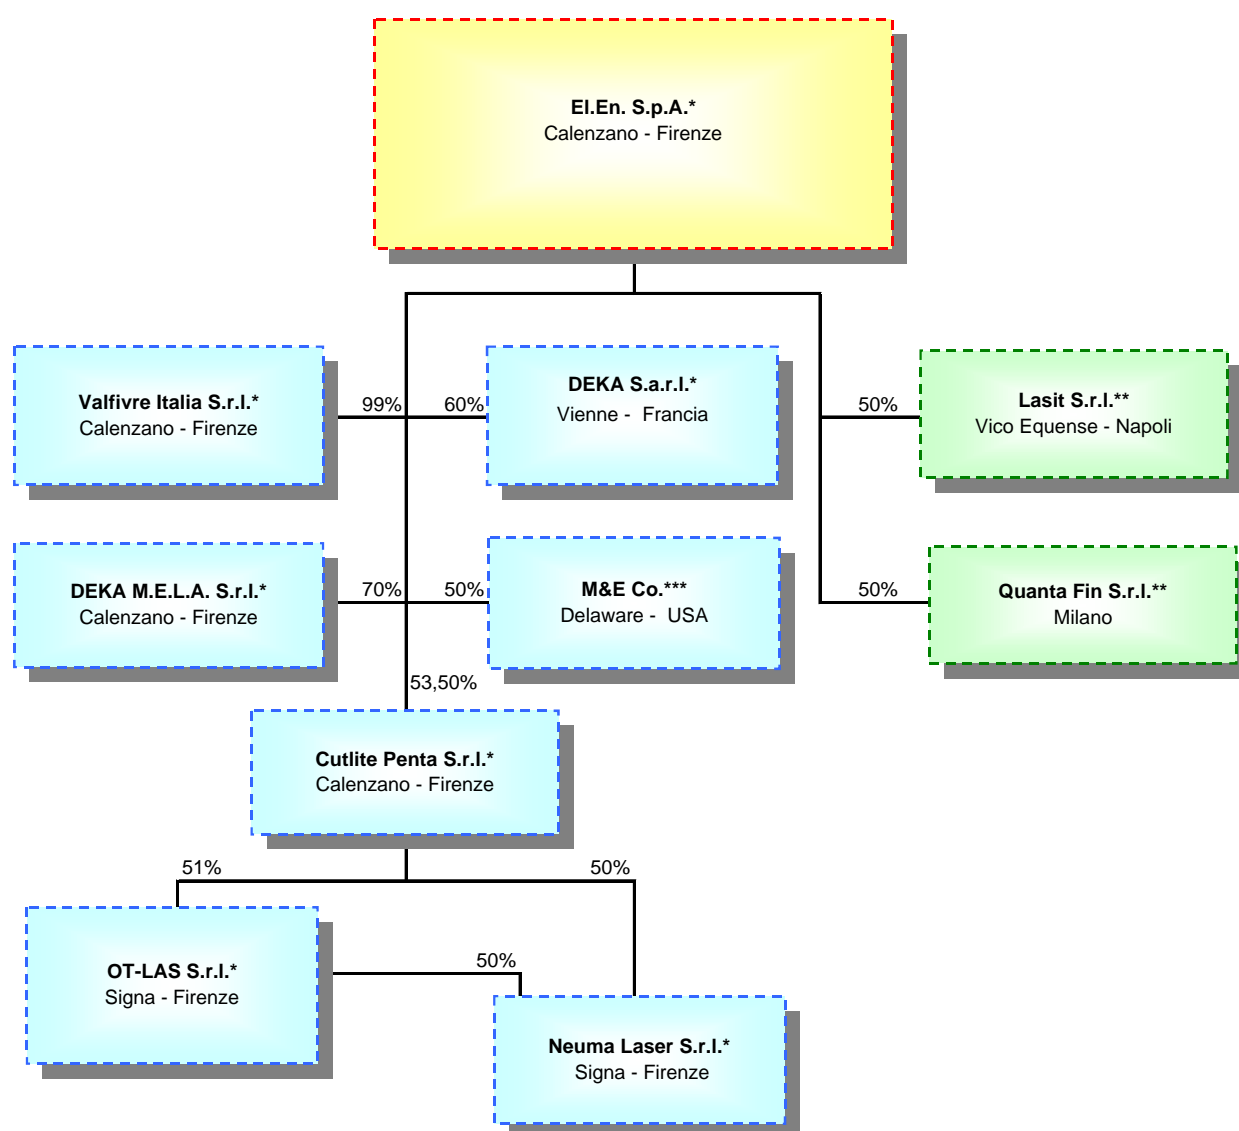 El.En. S.p.A.*
Calenzano - Firenze
Valfivre Italia S.r.l.*
Calenzano - Firenze
99%
60%
DEKA S.a.r.l.*
Vienne - Francia
50%
Lasit S.r.l.**
Vico Equense - Napoli
DEKA M.E.L.A. S.r.l.*
Calenzano - Firenze
70%
50%
M&E Co.***
Delaware - USA
50%
Quanta Fin S.r.l.**
Milano
53,50%
Cutlite Penta S.r.l.*
Calenzano - Firenze
51%
50%
OT-LAS S.r.l.*
Signa - Firenze
50%
Neuma Laser S.r.l.*
Signa - Firenze